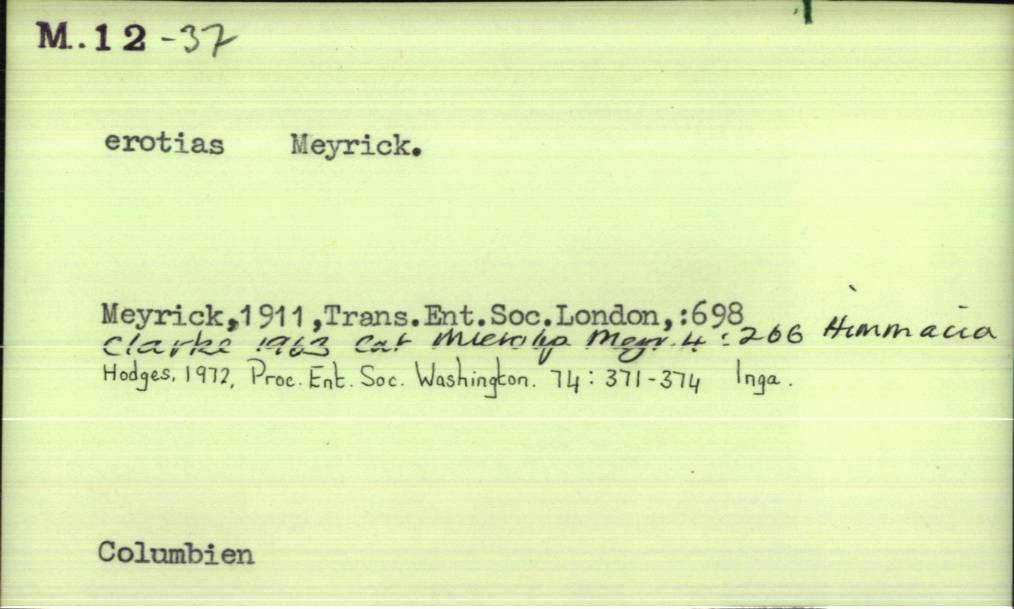 M.12-37
erotias Meyrick.
Meyrick,1911,Trans.Ent.Soc.London,:698
Clarke 1963 Cat Microlep Meyr. 4: 266 Himmacia
Hodges, 1972, Proc. Ent. Soc. Washington. 74: 371-374 Inga.
Columbien